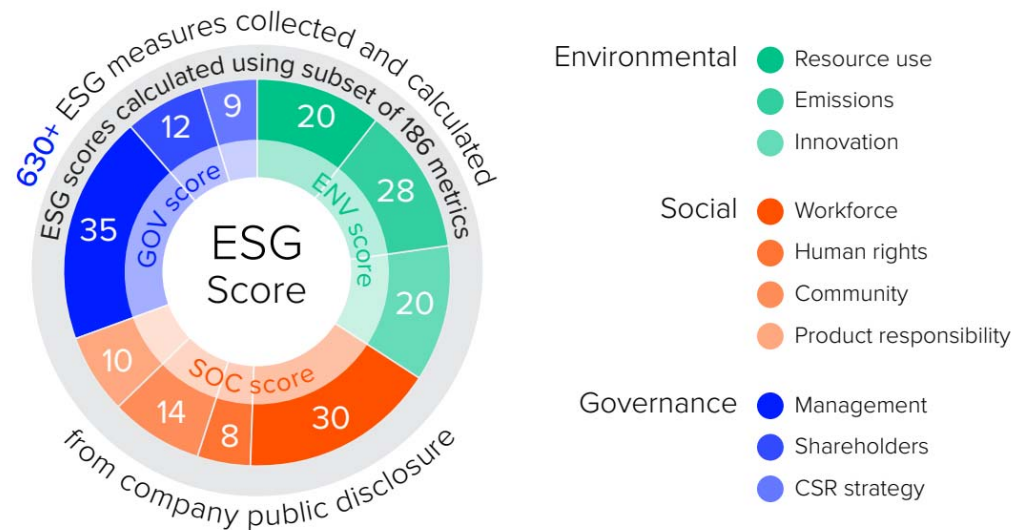 630+ ESG measures collected and calculated
ESG scores calculated using subset of 186 metrics
from company public disclosure
ESG
Score
ENV score
20
28
20
SOC score
30
8
14
10
GOV score
35
12
9
Environmental
Resource use
Emissions
Innovation
Social
Workforce
Human rights
Community
Product responsibility
Governance
Management
Shareholders
CSR strategy